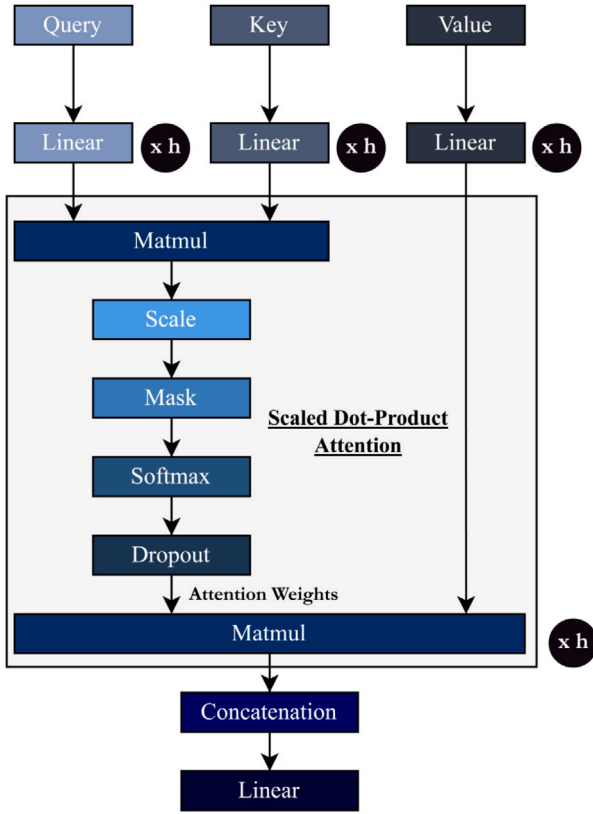 Query
Key
Value
Linear
x h
Linear
x h
Linear
x h
Matmul
Scale
Mask
Scaled Dot-Product
Attention
Softmax
Dropout
Attention Weights
Matmul
x h
Concatenation
Linear